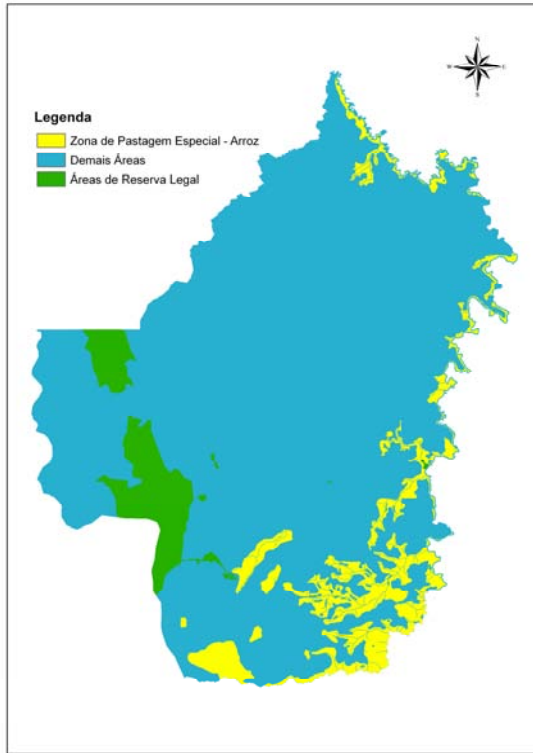 N
W
E
S
Legenda
Zona de Pastagem Especial - Arroz
Demais Áreas
Áreas de Reserva Legal